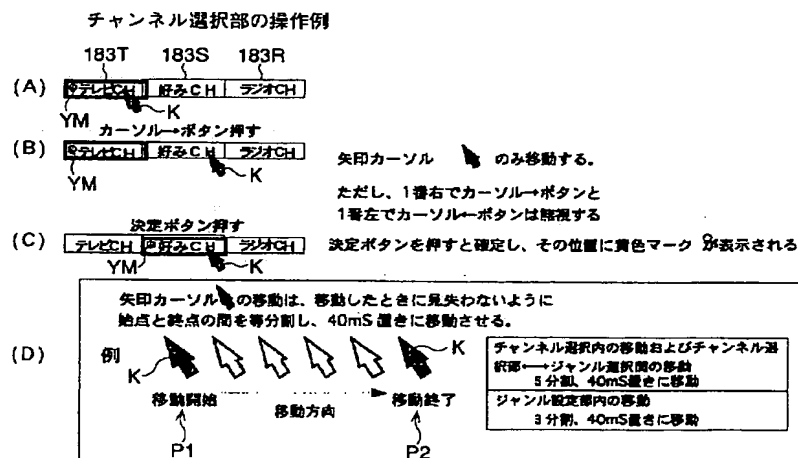 チャンネル選択部の操作例
183T 183S 183R
(A) テレビCH 好みCH ラジオCH
YM K
カーソル→ボタン押す
(B) テレビCH 好みCH ラジオCH
YM K
矢印カーソル のみ移動する。
ただし、1番右でカーソル→ボタンと
1番左でカーソル←ボタンは無視する
決定ボタン押す
(C) テレビCH 好みCH ラジオCH
YM K
決定ボタンを押すと確定し、その位置に黄色マーク が表示される
矢印カーソル の移動は、移動したときに見失わないように
始点と終点の間を等分割し、40mS置きに移動させる。
(D) 例
K K
移動開始 移動方向 移動終了
P1 P2
チャンネル選択内の移動およびチャンネル選
択部←→ジャンル選択間の移動
5分割、40mS置きに移動
ジャンル設定部内の移動
3分割、40mS置きに移動